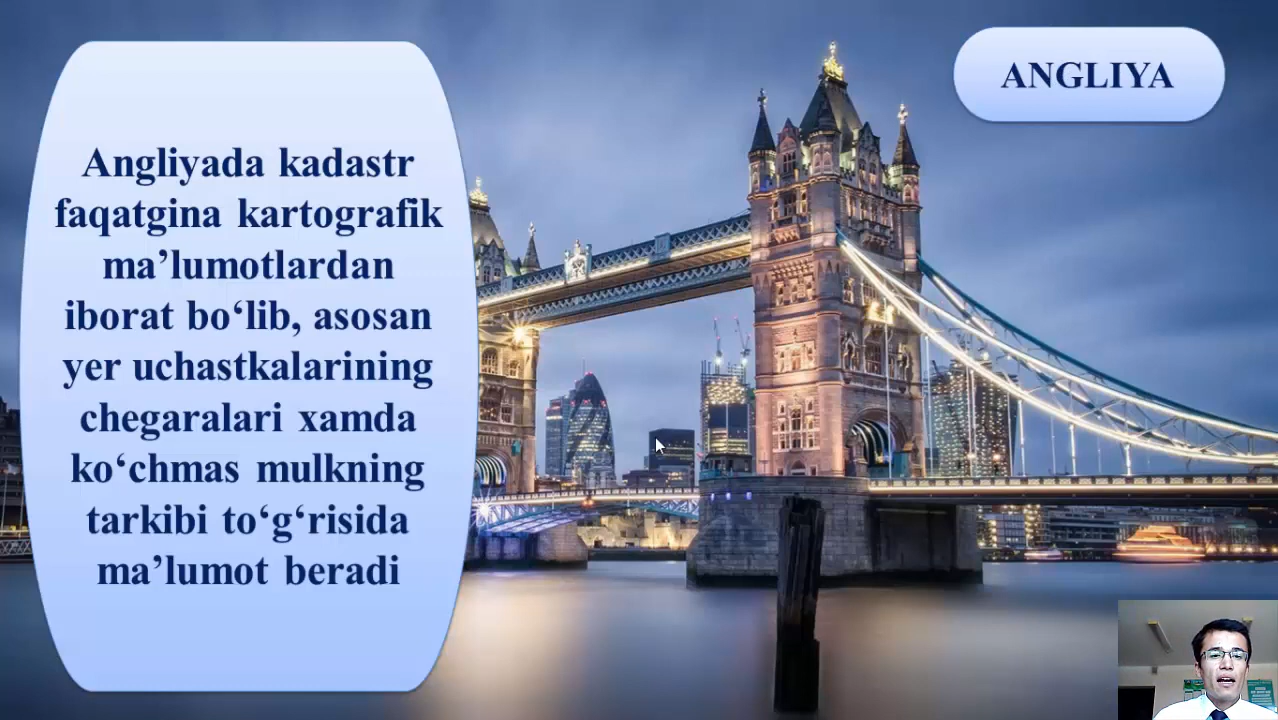 ANGLIYA
Angliyada kadastr
faqatgina kartografik
ma’lumotlardan
iborat bo‘lib, asosan
yer uchastkalarining
chegaralari xamda
ko‘chmas mulkning
tarkibi to‘g‘risida
ma’lumot beradi